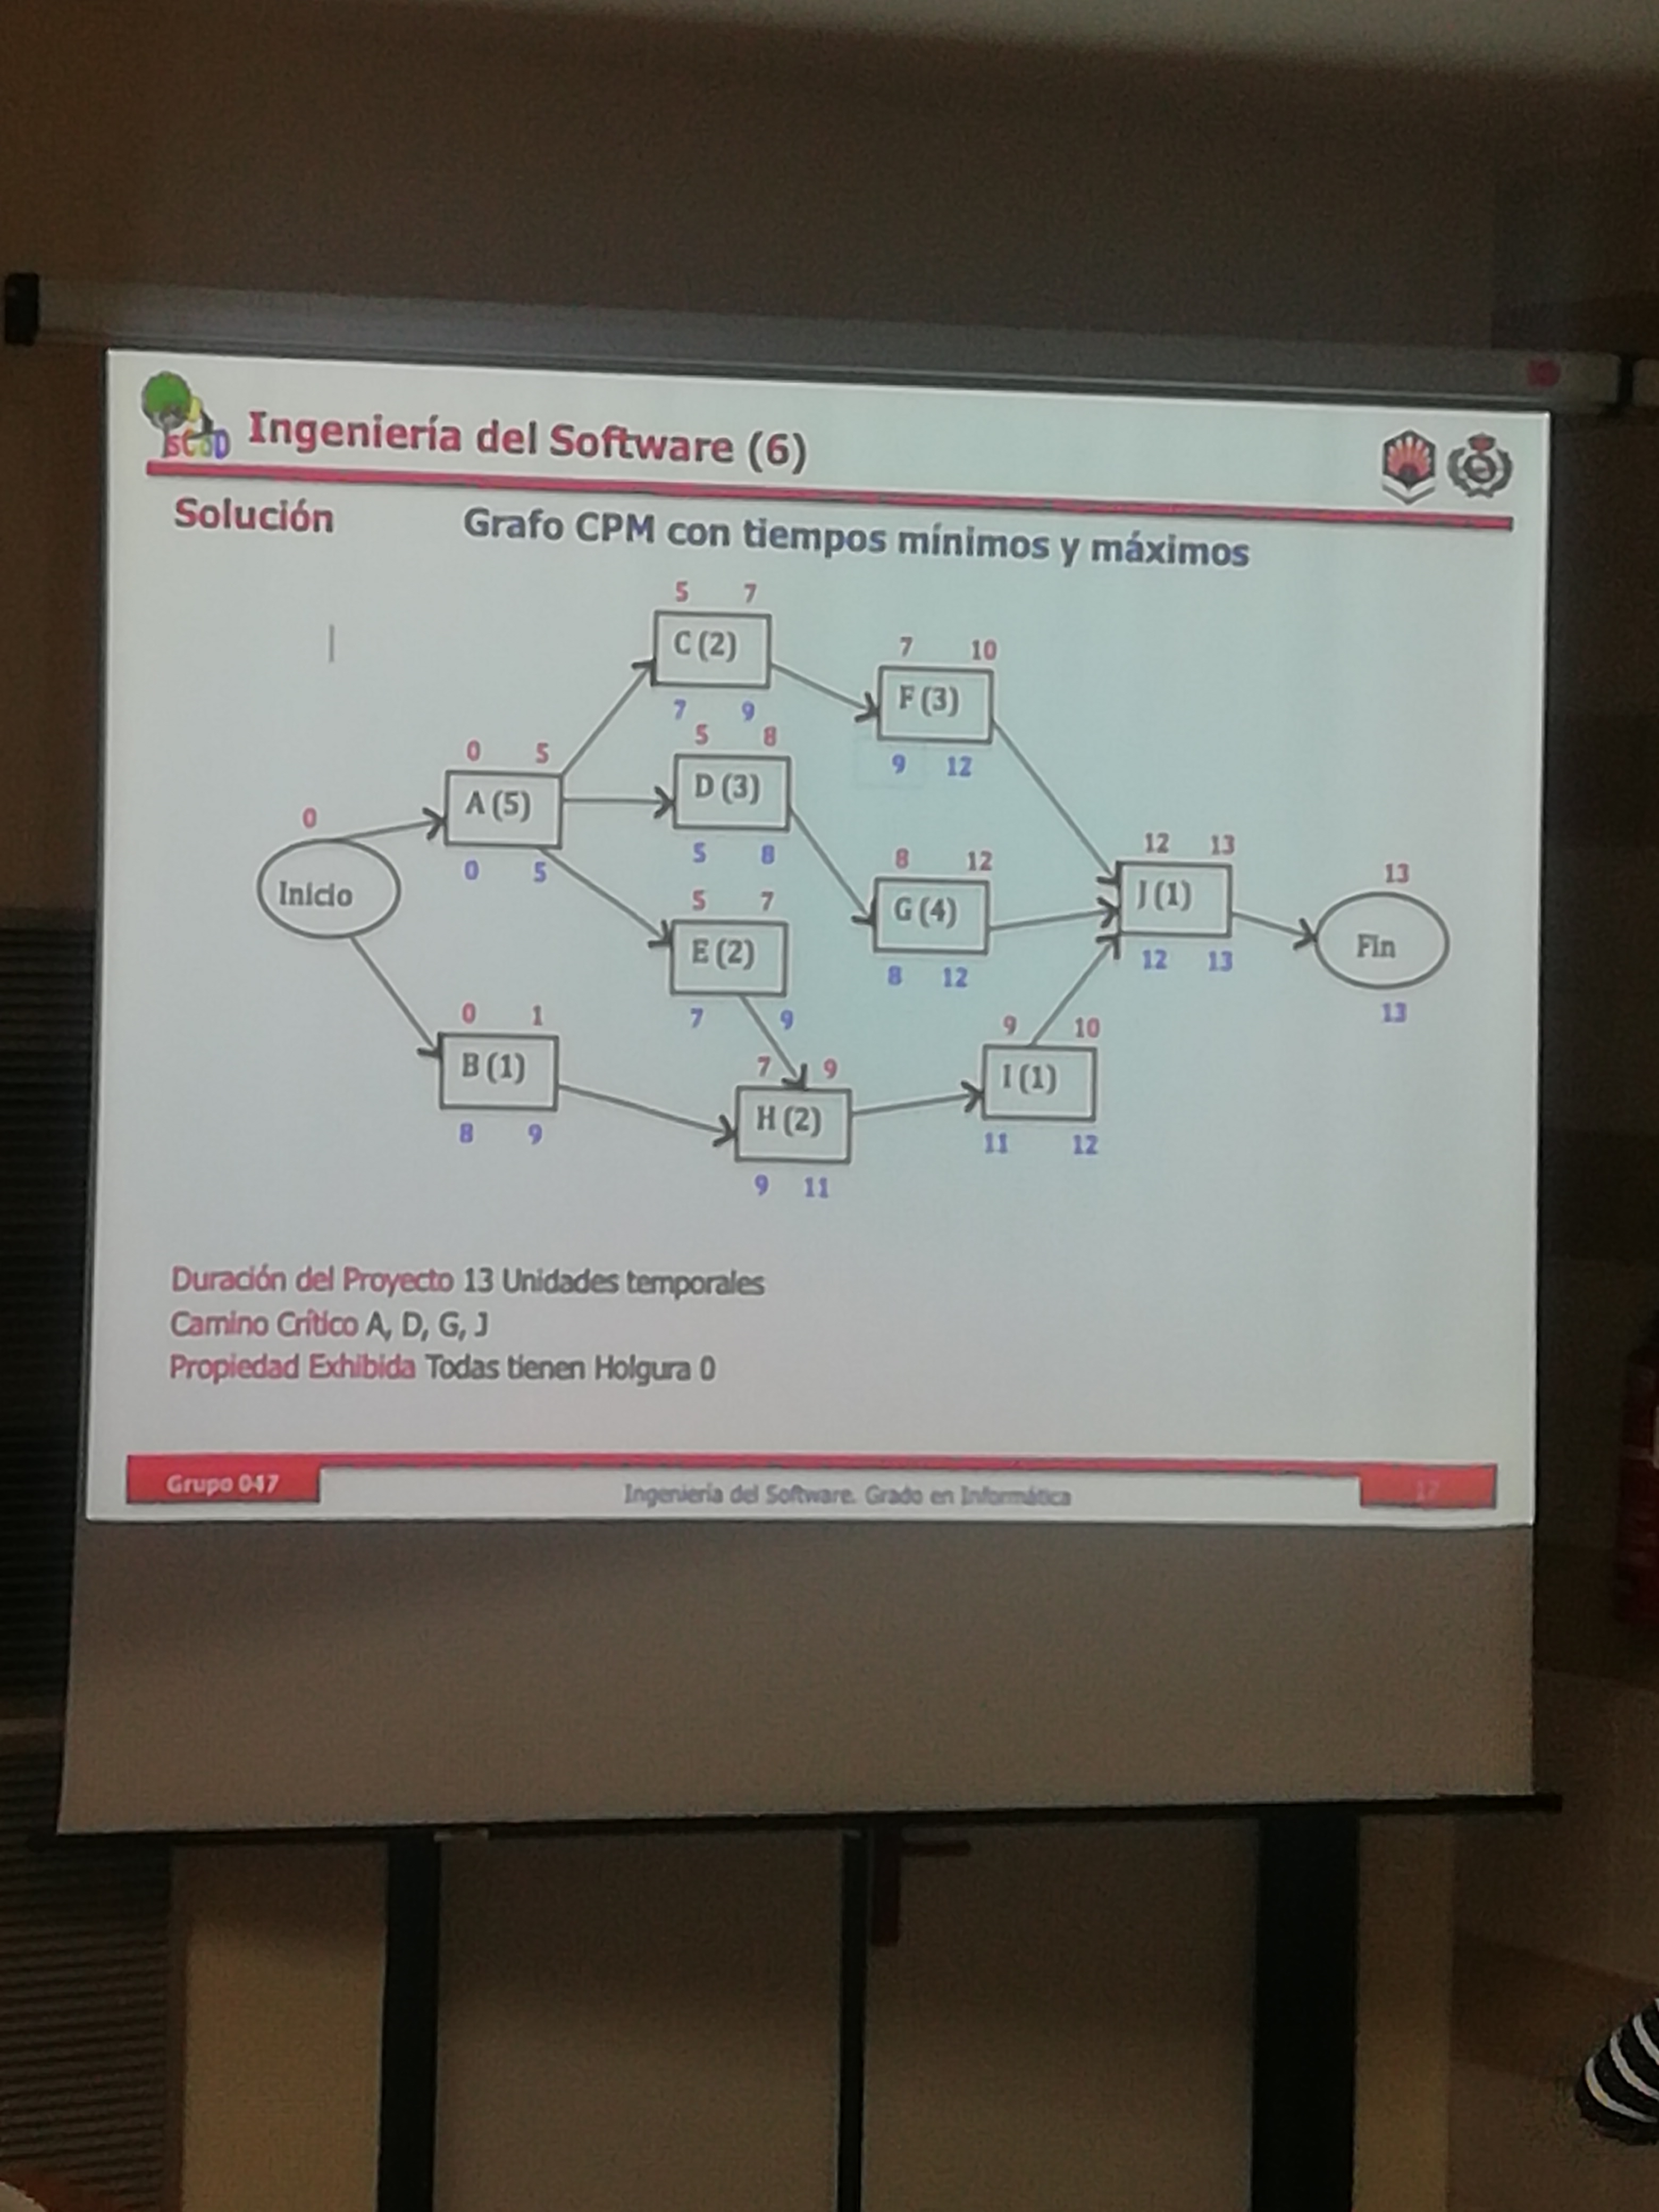 ISCBD
Ingeniería del Software (6)
Solución
Grafo CPM con tiempos mínimos y máximos
5 7
C (2)
7 9
7 10
F (3)
9 12
5 8
D (3)
5 8
0 5
A (5)
0 5
0
Inicio
5 7
E (2)
7 9
8 12
G (4)
8 12
12 13
J (1)
12 13
13
Fin
13
0 1
B (1)
8 9
7 9
H (2)
9 11
9 10
I (1)
11 12
Duración del Proyecto 13 Unidades temporales
Camino Crítico A, D, G, J
Propiedad Exhibida Todas tienen Holgura 0
Grupo 047
Ingeniería del Software. Grado en Informática
17